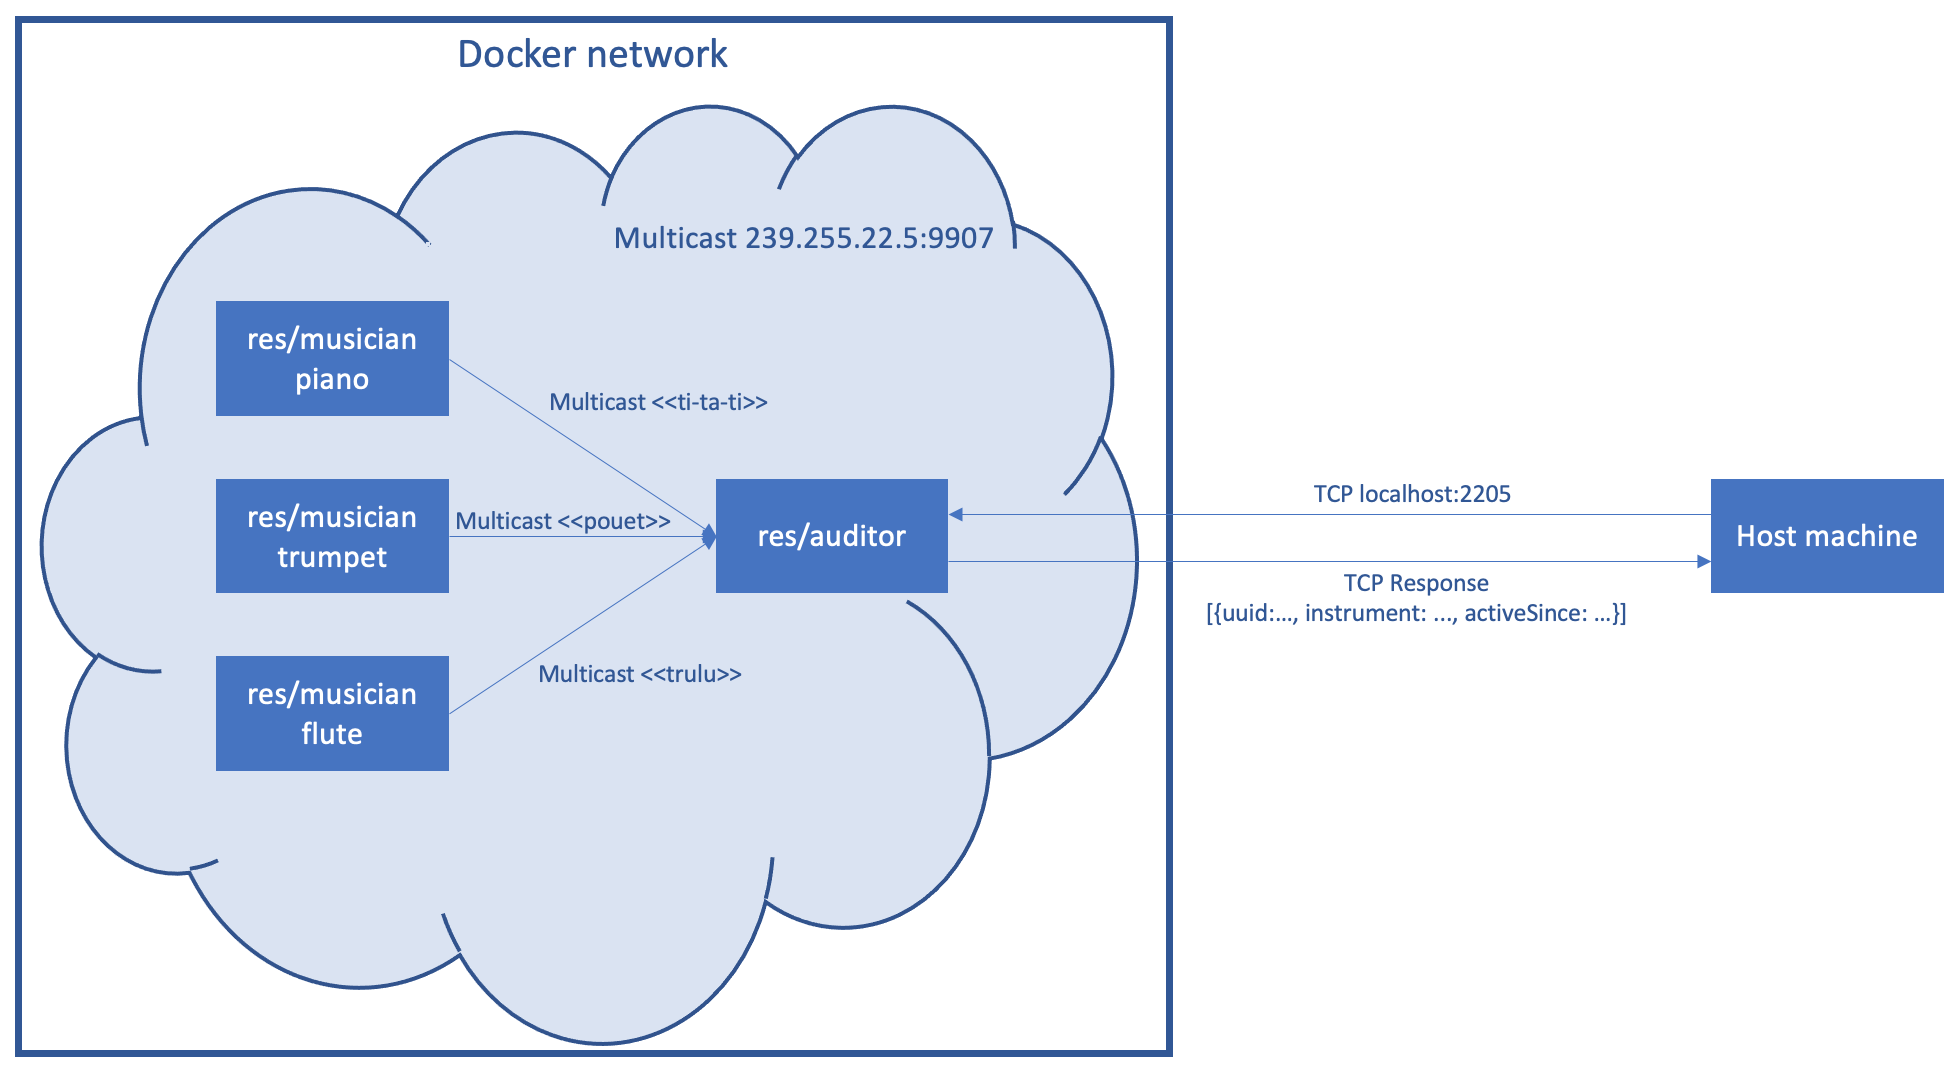 Docker network
Multicast 239.255.22.5:9907
res/musician
piano
Multicast <<ti-ta-ti>>
res/musician
trumpet
Multicast <<pouet>>
res/auditor
TCP localhost:2205
Host machine
TCP Response
[{uuid:..., instrument: ..., activeSince: ...}]
res/musician
flute
Multicast <<trulu>>